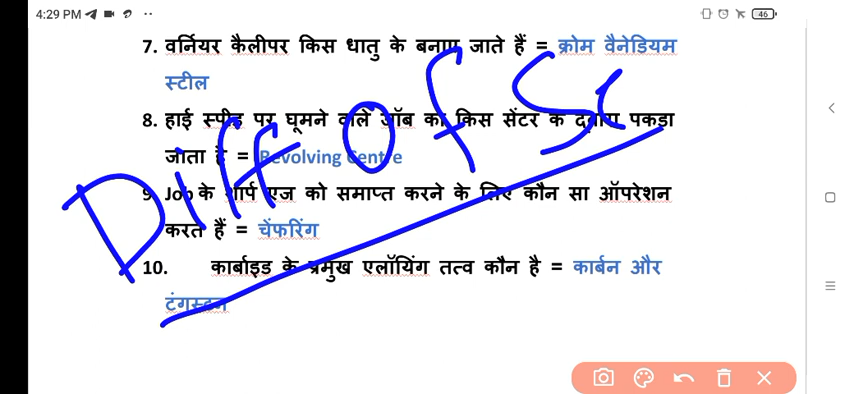 4:29 PM
46
7. वर्नियर कैलीपर किस धातु के बनाए जाते हैं = क्रोम वैनेडियम
स्टील
8. हाई स्पीड पर घूमने वाले जॉब को किस सेंटर के द्वारा पकड़ा
जाता है = Revolving Centre
9. Job के शार्प एज को समाप्त करने के लिए कौन सा ऑपरेशन
करते हैं = चेंफरिंग
10. कार्बाइड के प्रमुख एलॉयिंग तत्व कौन है = कार्बन और
टंगस्टन
Diff of